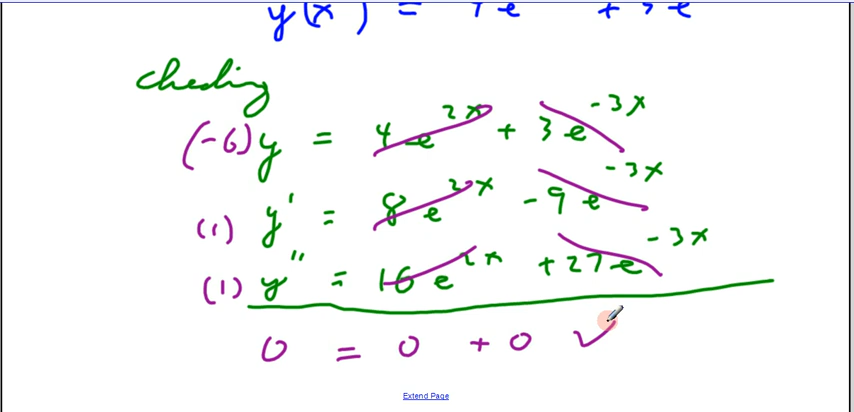 y(x) = 4e + 3e
checking
(-6) y = 4e^2x + 3e^-3x
(1) y' = 8e^2x - 9e^-3x
(1) y'' = 16e^2x + 27e^-3x
0 = 0 + 0 ✓
Extend Page